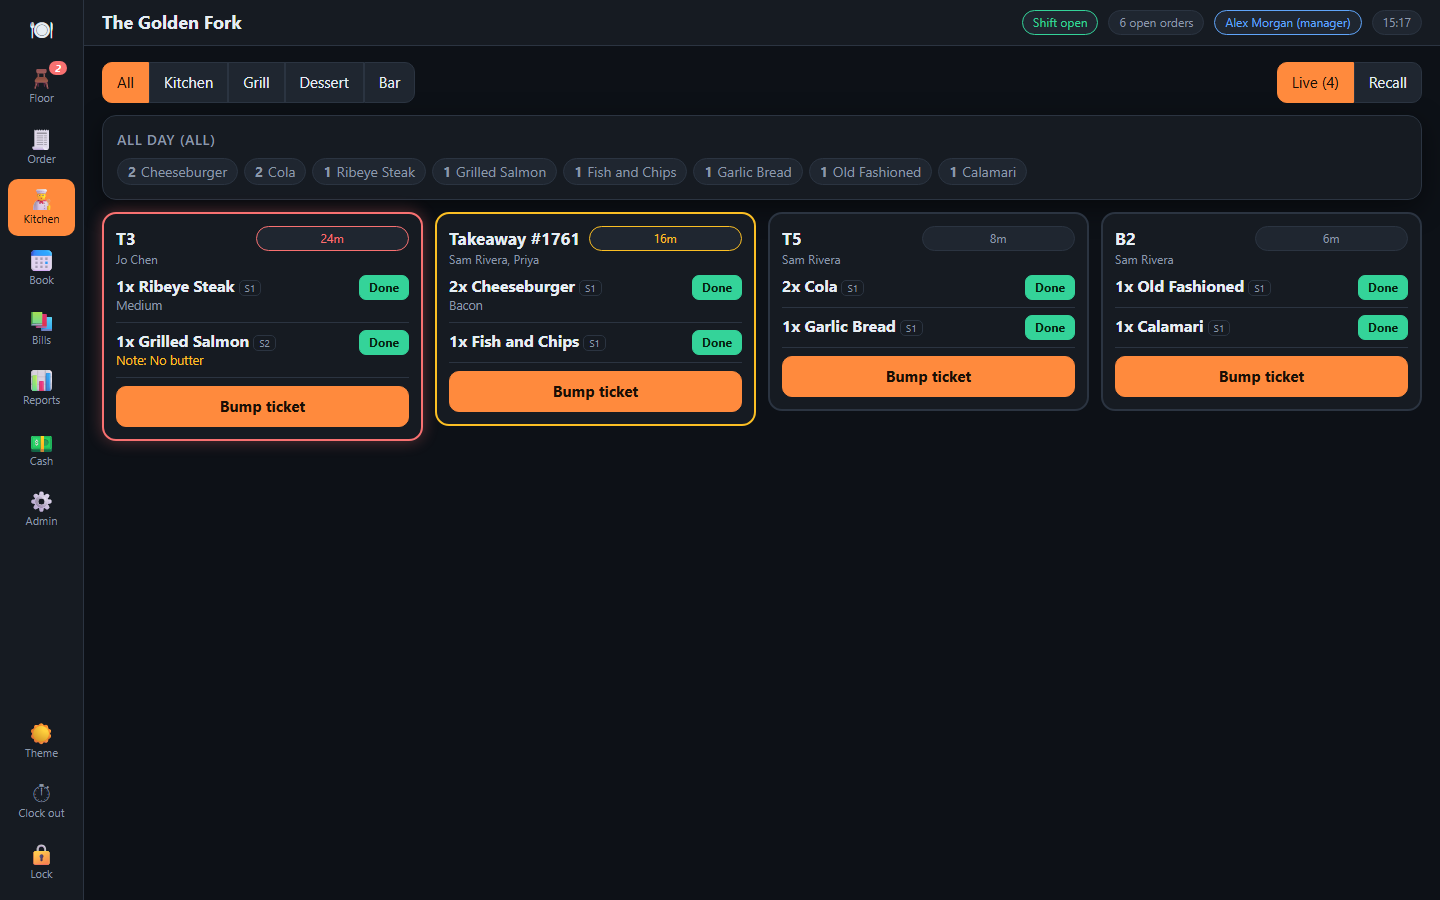 The Golden Fork
Shift open
6 open orders
Alex Morgan (manager)
15:17
2
Floor
Order
Kitchen
Book
Bills
Reports
Cash
Admin
Theme
Clock out
Lock
All
Kitchen
Grill
Dessert
Bar
Live (4)
Recall
ALL DAY (ALL)
2 Cheeseburger
2 Cola
1 Ribeye Steak
1 Grilled Salmon
1 Fish and Chips
1 Garlic Bread
1 Old Fashioned
1 Calamari
T3
24m
Jo Chen
1x Ribeye Steak S1
Done
Medium
1x Grilled Salmon S2
Done
Note: No butter
Bump ticket
Takeaway #1761
16m
Sam Rivera, Priya
2x Cheeseburger S1
Done
Bacon
1x Fish and Chips S1
Done
Bump ticket
T5
8m
Sam Rivera
2x Cola S1
Done
1x Garlic Bread S1
Done
Bump ticket
B2
6m
Sam Rivera
1x Old Fashioned S1
Done
1x Calamari S1
Done
Bump ticket